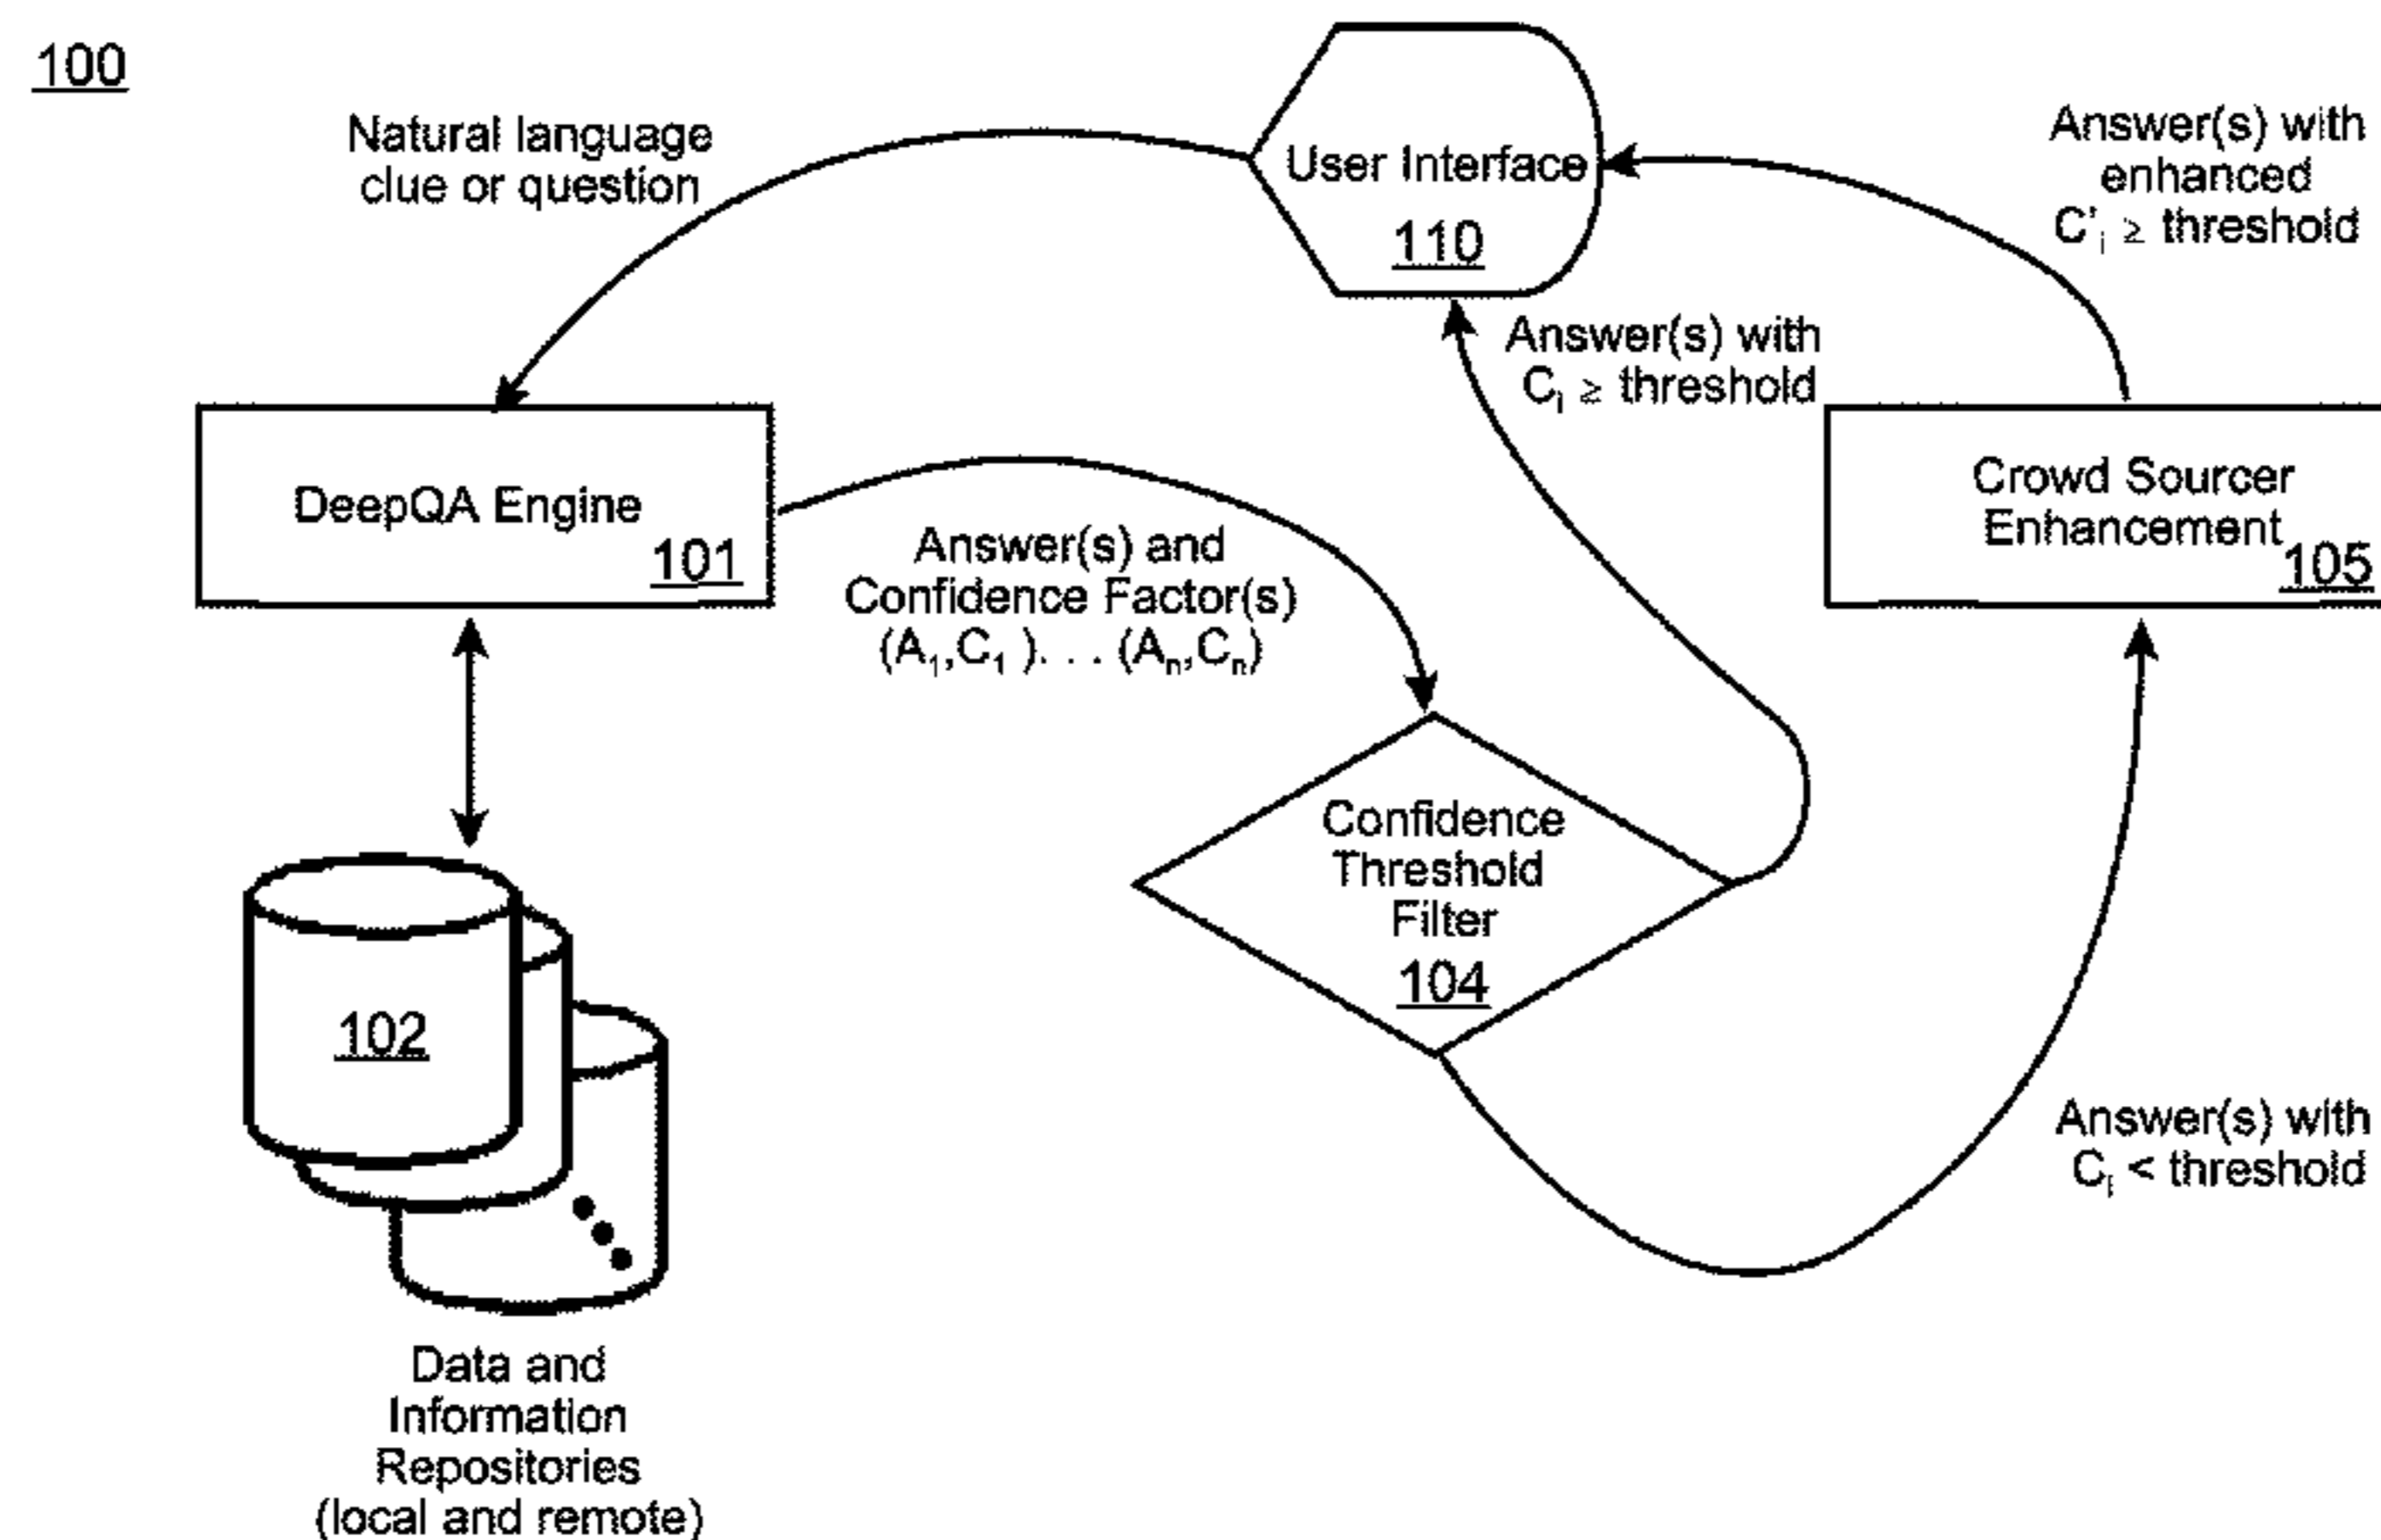 100
Natural language
clue or question
User Interface
110
Answer(s) with
enhanced
C'i ≥ threshold
Answer(s) with
Ci ≥ threshold
DeepQA Engine
101
Answer(s) and
Confidence Factor(s)
(A1,C1 ). . . (An,Cn)
Crowd Sourcer
Enhancement
105
Confidence
Threshold
Filter
104
102
Answer(s) with
Ci < threshold
Data and
Information
Repositories
(local and remote)